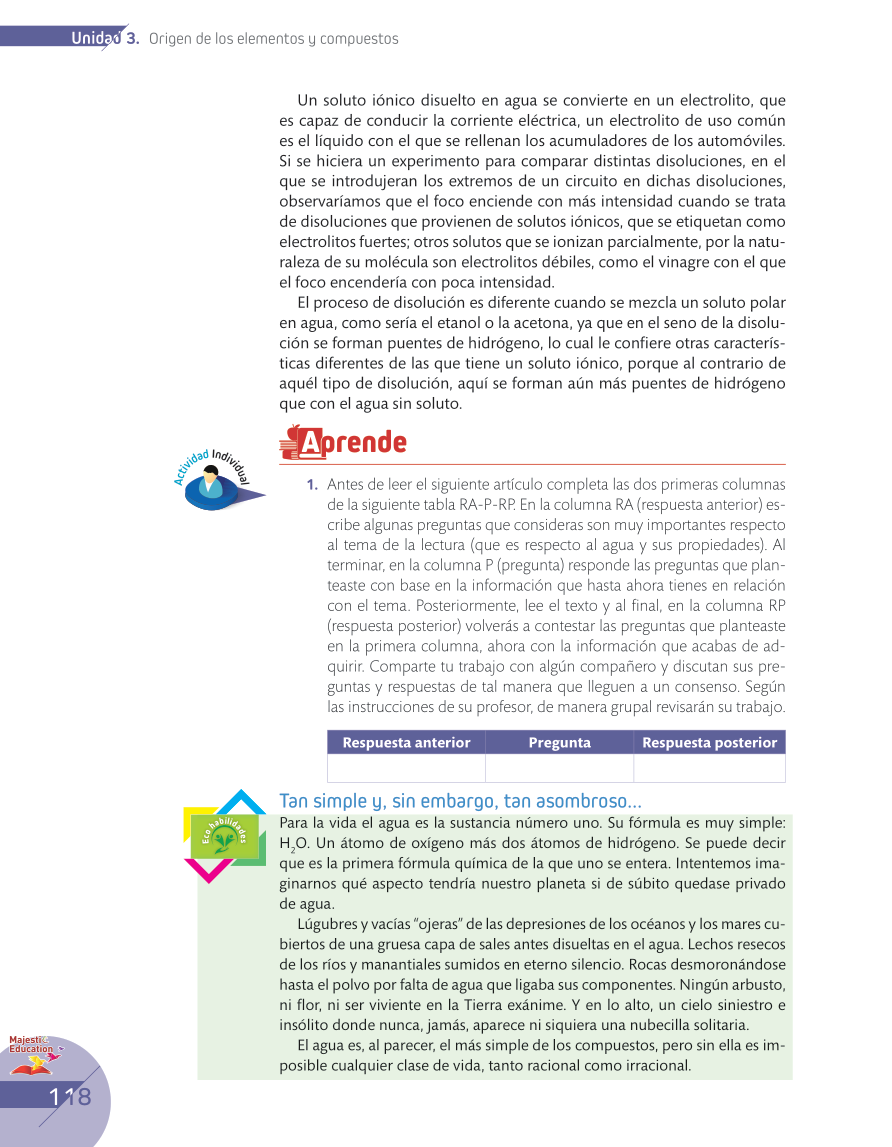 Unidad 3. Origen de los elementos y compuestos
Un soluto iónico disuelto en agua se convierte en un electrolito, que
es capaz de conducir la corriente eléctrica, un electrolito de uso común
es el líquido con el que se rellenan los acumuladores de los automóviles.
Si se hiciera un experimento para comparar distintas disoluciones, en el
que se introdujeran los extremos de un circuito en dichas disoluciones,
observaríamos que el foco enciende con más intensidad cuando se trata
de disoluciones que provienen de solutos iónicos, que se etiquetan como
electrolitos fuertes; otros solutos que se ionizan parcialmente, por la natu-
raleza de su molécula son electrolitos débiles, como el vinagre con el que
el foco encendería con poca intensidad.
El proceso de disolución es diferente cuando se mezcla un soluto polar
en agua, como sería el etanol o la acetona, ya que en el seno de la disolu-
ción se forman puentes de hidrógeno, lo cual le confiere otras caracterís-
ticas diferentes de las que tiene un soluto iónico, porque al contrario de
aquél tipo de disolución, aquí se forman aún más puentes de hidrógeno
que con el agua sin soluto.
Aprende
Actividad Individual
1. Antes de leer el siguiente artículo completa las dos primeras columnas
de la siguiente tabla RA-P-RP. En la columna RA (respuesta anterior) es-
cribe algunas preguntas que consideras son muy importantes respecto
al tema de la lectura (que es respecto al agua y sus propiedades). Al
terminar, en la columna P (pregunta) responde las preguntas que plan-
teaste con base en la información que hasta ahora tienes en relación
con el tema. Posteriormente, lee el texto y al final, en la columna RP
(respuesta posterior) volverás a contestar las preguntas que planteaste
en la primera columna, ahora con la información que acabas de ad-
quirir. Comparte tu trabajo con algún compañero y discutan sus pre-
guntas y respuestas de tal manera que lleguen a un consenso. Según
las instrucciones de su profesor, de manera grupal revisarán su trabajo.
Respuesta anterior Pregunta Respuesta posterior
Tan simple y, sin embargo, tan asombroso...
Eco habilidades
Para la vida el agua es la sustancia número uno. Su fórmula es muy simple:
H₂O. Un átomo de oxígeno más dos átomos de hidrógeno. Se puede decir
que es la primera fórmula química de la que uno se entera. Intentemos ima-
ginarnos qué aspecto tendría nuestro planeta si de súbito quedase privado
de agua.
Lúgubres y vacías “ojeras” de las depresiones de los océanos y los mares cu-
biertos de una gruesa capa de sales antes disueltas en el agua. Lechos resecos
de los ríos y manantiales sumidos en eterno silencio. Rocas desmoronándose
hasta el polvo por falta de agua que ligaba sus componentes. Ningún arbusto,
ni flor, ni ser viviente en la Tierra exánime. Y en lo alto, un cielo siniestro e
insólito donde nunca, jamás, aparece ni siquiera una nubecilla solitaria.
El agua es, al parecer, el más simple de los compuestos, pero sin ella es im-
posible cualquier clase de vida, tanto racional como irracional.
Majestic
Education
118